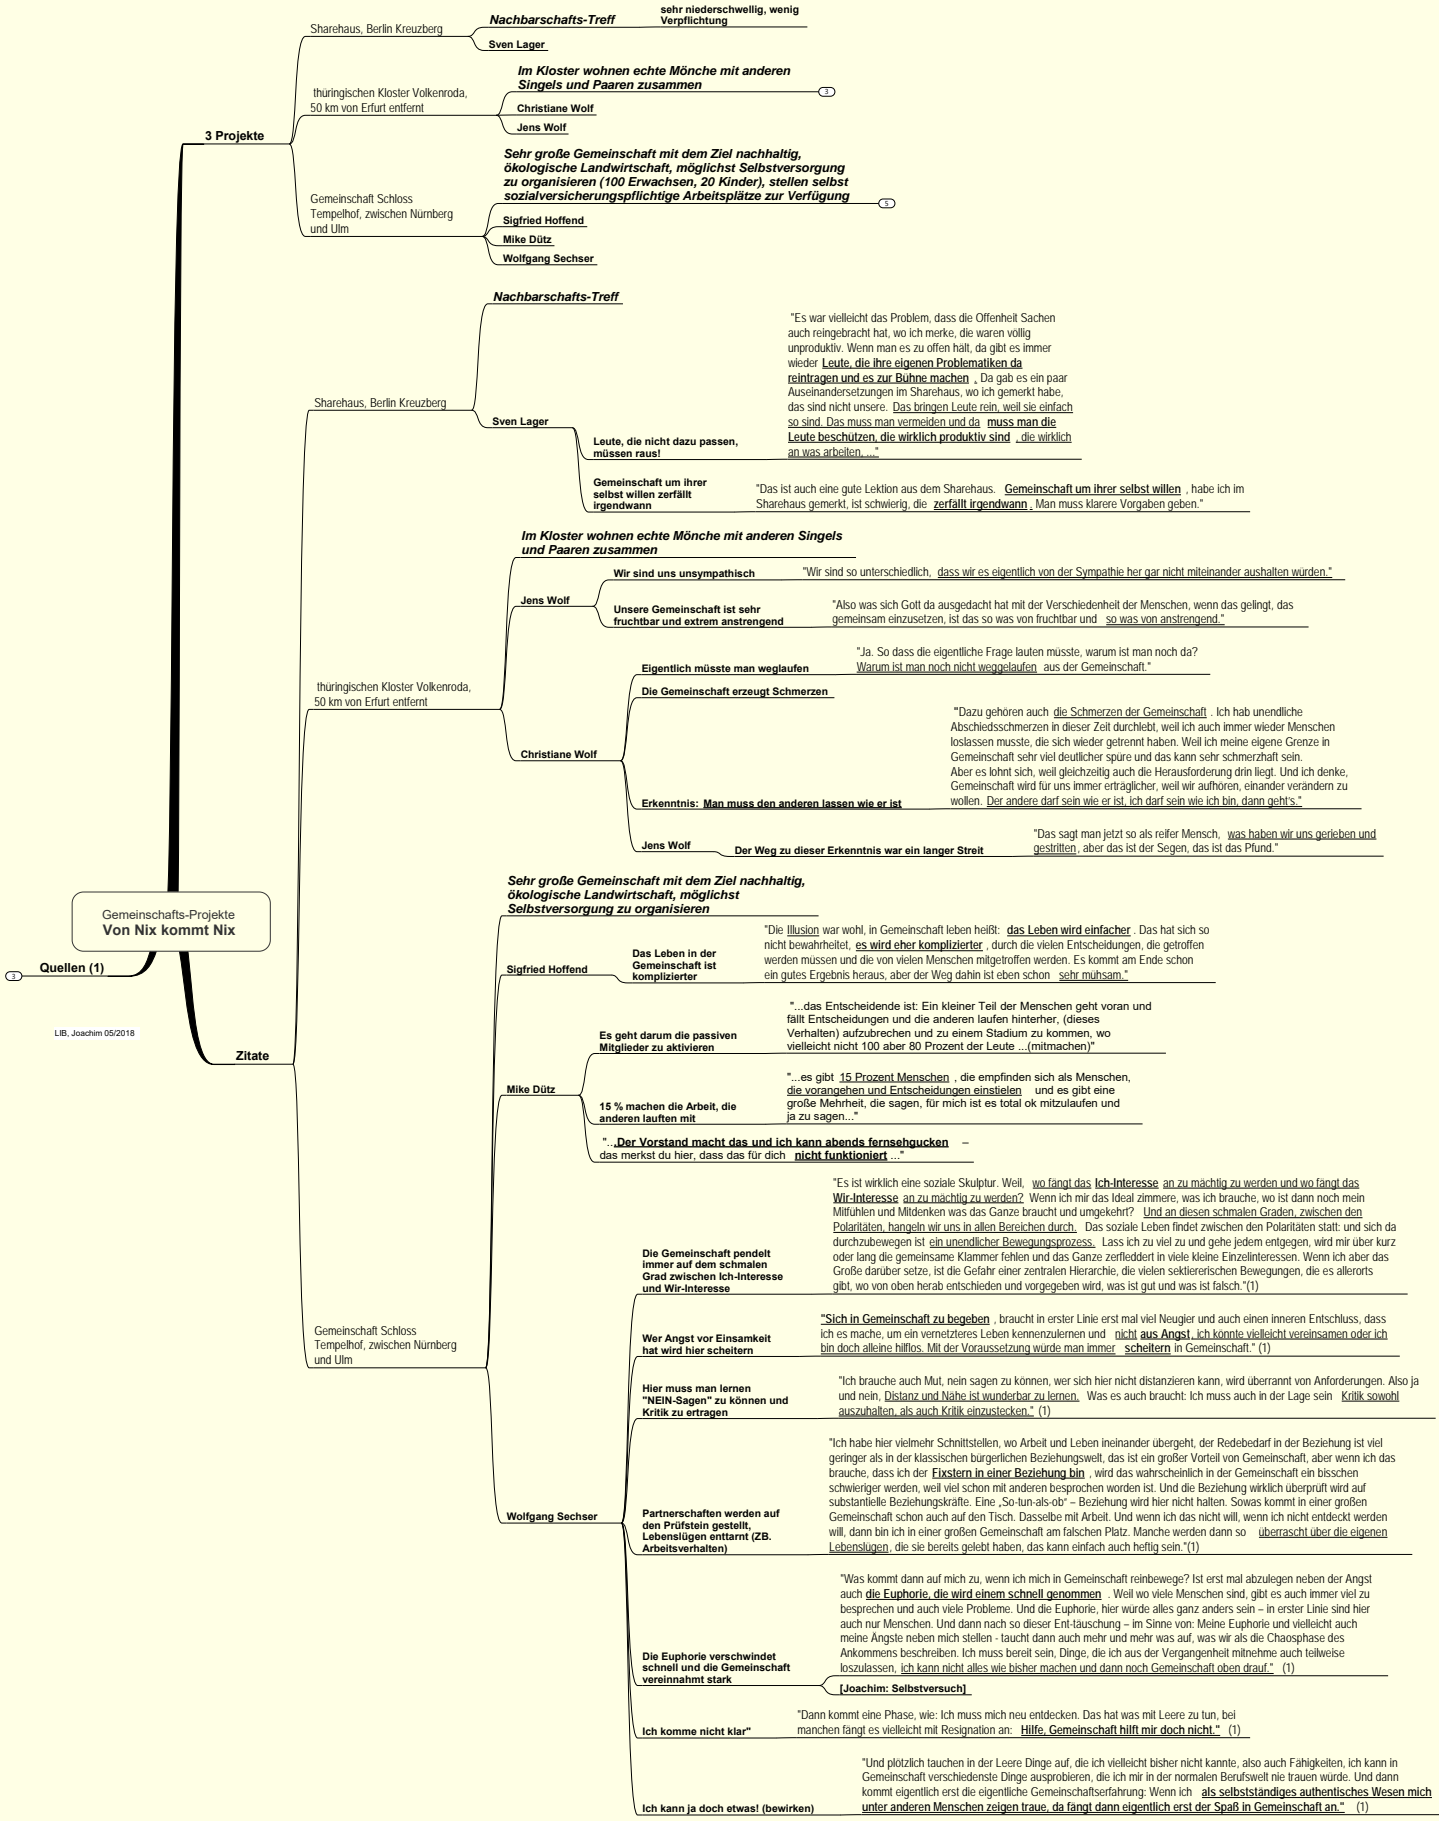 sehr niederschwellig, wenig
Verpflichtung
Nachbarschafts-Treff
Sharehaus, Berlin Kreuzberg
Sven Lager
Im Kloster wohnen echte Mönche mit anderen
Singels und Paaren zusammen
3
thüringischen Kloster Volkenroda,
50 km von Erfurt entfernt
Christiane Wolf
Jens Wolf
3 Projekte
Sehr große Gemeinschaft mit dem Ziel nachhaltig,
ökologische Landwirtschaft, möglichst Selbstversorgung
zu organisieren (100 Erwachsen, 20 Kinder), stellen selbst
sozialversicherungspflichtige Arbeitsplätze zur Verfügung
5
Gemeinschaft Schloss
Tempelhof, zwischen Nürnberg
und Ulm
Sigfried Hoffend
Mike Dütz
Wolfgang Sechser
Nachbarschafts-Treff
Sharehaus, Berlin Kreuzberg
Sven Lager
Leute, die nicht dazu passen,
müssen raus!
"Es war vielleicht das Problem, dass die Offenheit Sachen
auch reingebracht hat, wo ich merke, die waren völlig
unproduktiv. Wenn man es zu offen hält, da gibt es immer
wieder Leute, die ihre eigenen Problematiken da
reintragen und es zur Bühne machen . Da gab es ein paar
Auseinandersetzungen im Sharehaus, wo ich gemerkt habe,
das sind nicht unsere. Das bringen Leute rein, weil sie einfach
so sind. Das muss man vermeiden und da muss man die
Leute beschützen, die wirklich produktiv sind , die wirklich
an was arbeiten, ..."
Gemeinschaft um ihrer
selbst willen zerfällt
irgendwann
"Das ist auch eine gute Lektion aus dem Sharehaus. Gemeinschaft um ihrer selbst willen , habe ich im
Sharehaus gemerkt, ist schwierig, die zerfällt irgendwann . Man muss klarere Vorgaben geben."
Im Kloster wohnen echte Mönche mit anderen Singels
und Paaren zusammen
thüringischen Kloster Volkenroda,
50 km von Erfurt entfernt
Jens Wolf
Wir sind uns unsympathisch
"Wir sind so unterschiedlich, dass wir es eigentlich von der Sympathie her gar nicht miteinander aushalten würden."
Unsere Gemeinschaft ist sehr
fruchtbar und extrem anstrengend
"Also was sich Gott da ausgedacht hat mit der Verschiedenheit der Menschen, wenn das gelingt, das
gemeinsam einzusetzen, ist das so was von fruchtbar und so was von anstrengend."
Christiane Wolf
Eigentlich müsste man weglaufen
"Ja. So dass die eigentliche Frage lauten müsste, warum ist man noch da?
Warum ist man noch nicht weggelaufen aus der Gemeinschaft."
Die Gemeinschaft erzeugt Schmerzen
Erkenntnis: Man muss den anderen lassen wie er ist
"Dazu gehören auch die Schmerzen der Gemeinschaft . Ich hab unendliche
Abschiedsschmerzen in dieser Zeit durchlebt, weil ich auch immer wieder Menschen
loslassen musste, die sich wieder getrennt haben. Weil ich meine eigene Grenze in
Gemeinschaft sehr viel deutlicher spüre und das kann sehr schmerzhaft sein.
Aber es lohnt sich, weil gleichzeitig auch die Herausforderung drin liegt. Und ich denke,
Gemeinschaft wird für uns immer erträglicher, weil wir aufhören, einander verändern zu
wollen. Der andere darf sein wie er ist, ich darf sein wie ich bin, dann geht's."
Jens Wolf
Der Weg zu dieser Erkenntnis war ein langer Streit
"Das sagt man jetzt so als reifer Mensch, was haben wir uns gerieben und
gestritten, aber das ist der Segen, das ist das Pfund."
Gemeinschafts-Projekte
Von Nix kommt Nix
Quellen (1)
3
LIB, Joachim 05/2018
Zitate
Sehr große Gemeinschaft mit dem Ziel nachhaltig,
ökologische Landwirtschaft, möglichst
Selbstversorgung zu organisieren
Sigfried Hoffend
Das Leben in der
Gemeinschaft ist
komplizierter
"Die Illusion war wohl, in Gemeinschaft leben heißt: das Leben wird einfacher . Das hat sich so
nicht bewahrheitet, es wird eher komplizierter , durch die vielen Entscheidungen, die getroffen
werden müssen und die von vielen Menschen mitgetroffen werden. Es kommt am Ende schon
ein gutes Ergebnis heraus, aber der Weg dahin ist eben schon sehr mühsam."
Mike Dütz
Es geht darum die passiven
Mitglieder zu aktivieren
"...das Entscheidende ist: Ein kleiner Teil der Menschen geht voran und
fällt Entscheidungen und die anderen laufen hinterher, (dieses
Verhalten) aufzubrechen und zu einem Stadium zu kommen, wo
vielleicht nicht 100 aber 80 Prozent der Leute ...(mitmachen)"
15 % machen die Arbeit, die
anderen lauften mit
"...es gibt 15 Prozent Menschen , die empfinden sich als Menschen,
die vorangehen und Entscheidungen einstielen und es gibt eine
große Mehrheit, die sagen, für mich ist es total ok mitzulaufen und
ja zu sagen..."
"...Der Vorstand macht das und ich kann abends fernsehgucken –
das merkst du hier, dass das für dich nicht funktioniert ..."
Gemeinschaft Schloss
Tempelhof, zwischen Nürnberg
und Ulm
Wolfgang Sechser
Die Gemeinschaft pendelt
immer auf dem schmalen
Grad zwischen Ich-Interesse
und Wir-Interesse
"Es ist wirklich eine soziale Skulptur. Weil, wo fängt das Ich-Interesse an zu mächtig zu werden und wo fängt das
Wir-Interesse an zu mächtig zu werden? Wenn ich mir das Ideal zimmere, was ich brauche, wo ist dann noch mein
Mitfühlen und Mitdenken was das Ganze braucht und umgekehrt? Und an diesen schmalen Graden, zwischen den
Polaritäten, hangeln wir uns in allen Bereichen durch. Das soziale Leben findet zwischen den Polaritäten statt: und sich da
durchzubewegen ist ein unendlicher Bewegungsprozess. Lass ich zu viel zu und gehe jedem entgegen, wird mir über kurz
oder lang die gemeinsame Klammer fehlen und das Ganze zerfleddert in viele kleine Einzelinteressen. Wenn ich aber das
Große darüber setze, ist die Gefahr einer zentralen Hierarchie, die vielen sektiererischen Bewegungen, die es allerorts
gibt, wo von oben herab entschieden und vorgegeben wird, was ist gut und was ist falsch."(1)
Wer Angst vor Einsamkeit
hat wird hier scheitern
"Sich in Gemeinschaft zu begeben , braucht in erster Linie erst mal viel Neugier und auch einen inneren Entschluss, dass
ich es mache, um ein vernetzteres Leben kennenzulernen und nicht aus Angst, ich könnte vielleicht vereinsamen oder ich
bin doch alleine hilflos. Mit der Voraussetzung würde man immer scheitern in Gemeinschaft." (1)
Hier muss man lernen
"NEIN-Sagen" zu können und
Kritik zu ertragen
"Ich brauche auch Mut, nein sagen zu können, wer sich hier nicht distanzieren kann, wird überrannt von Anforderungen. Also ja
und nein, Distanz und Nähe ist wunderbar zu lernen. Was es auch braucht: Ich muss auch in der Lage sein Kritik sowohl
auszuhalten, als auch Kritik einzustecken." (1)
Partnerschaften werden auf
den Prüfstein gestellt,
Lebenslügen enttarnt (ZB.
Arbeitsverhalten)
"Ich habe hier vielmehr Schnittstellen, wo Arbeit und Leben ineinander übergeht, der Redebedarf in der Beziehung ist viel
geringer als in der klassischen bürgerlichen Beziehungswelt, das ist ein großer Vorteil von Gemeinschaft, aber wenn ich das
brauche, dass ich der Fixstern in einer Beziehung bin , wird das wahrscheinlich in der Gemeinschaft ein bisschen
schwieriger werden, weil viel schon mit anderen besprochen worden ist. Und die Beziehung wirklich überprüft wird auf
substantielle Beziehungskräfte. Eine „So-tun-als-ob“ – Beziehung wird hier nicht halten. Sowas kommt in einer großen
Gemeinschaft schon auch auf den Tisch. Dasselbe mit Arbeit. Und wenn ich das nicht will, wenn ich nicht entdeckt werden
will, dann bin ich in einer großen Gemeinschaft am falschen Platz. Manche werden dann so überrascht über die eigenen
Lebenslügen, die sie bereits gelebt haben, das kann einfach auch heftig sein."(1)
Die Euphorie verschwindet
schnell und die Gemeinschaft
vereinnahmt stark
"Was kommt dann auf mich zu, wenn ich mich in Gemeinschaft reinbewege? Ist erst mal abzulegen neben der Angst
auch die Euphorie, die wird einem schnell genommen . Weil wo viele Menschen sind, gibt es auch immer viel zu
besprechen und auch viele Probleme. Und die Euphorie, hier würde alles ganz anders sein – in erster Linie sind hier
auch nur Menschen. Und dann nach so dieser Ent-täuschung – im Sinne von: Meine Euphorie und vielleicht auch
meine Ängste neben mich stellen - taucht dann auch mehr und mehr was auf, was wir als die Chaosphase des
Ankommens beschreiben. Ich muss bereit sein, Dinge, die ich aus der Vergangenheit mitnehme auch teilweise
loszulassen, ich kann nicht alles wie bisher machen und dann noch Gemeinschaft oben drauf." (1)
[Joachim: Selbstversuch]
Ich komme nicht klar"
"Dann kommt eine Phase, wie: Ich muss mich neu entdecken. Das hat was mit Leere zu tun, bei
manchen fängt es vielleicht mit Resignation an: Hilfe, Gemeinschaft hilft mir doch nicht." (1)
Ich kann ja doch etwas! (bewirken)
"Und plötzlich tauchen in der Leere Dinge auf, die ich vielleicht bisher nicht kannte, also auch Fähigkeiten, ich kann in
Gemeinschaft verschiedenste Dinge ausprobieren, die ich mir in der normalen Berufswelt nie trauen würde. Und dann
kommt eigentlich erst die eigentliche Gemeinschaftserfahrung: Wenn ich als selbstständiges authentisches Wesen mich
unter anderen Menschen zeigen traue, da fängt dann eigentlich erst der Spaß in Gemeinschaft an." (1)